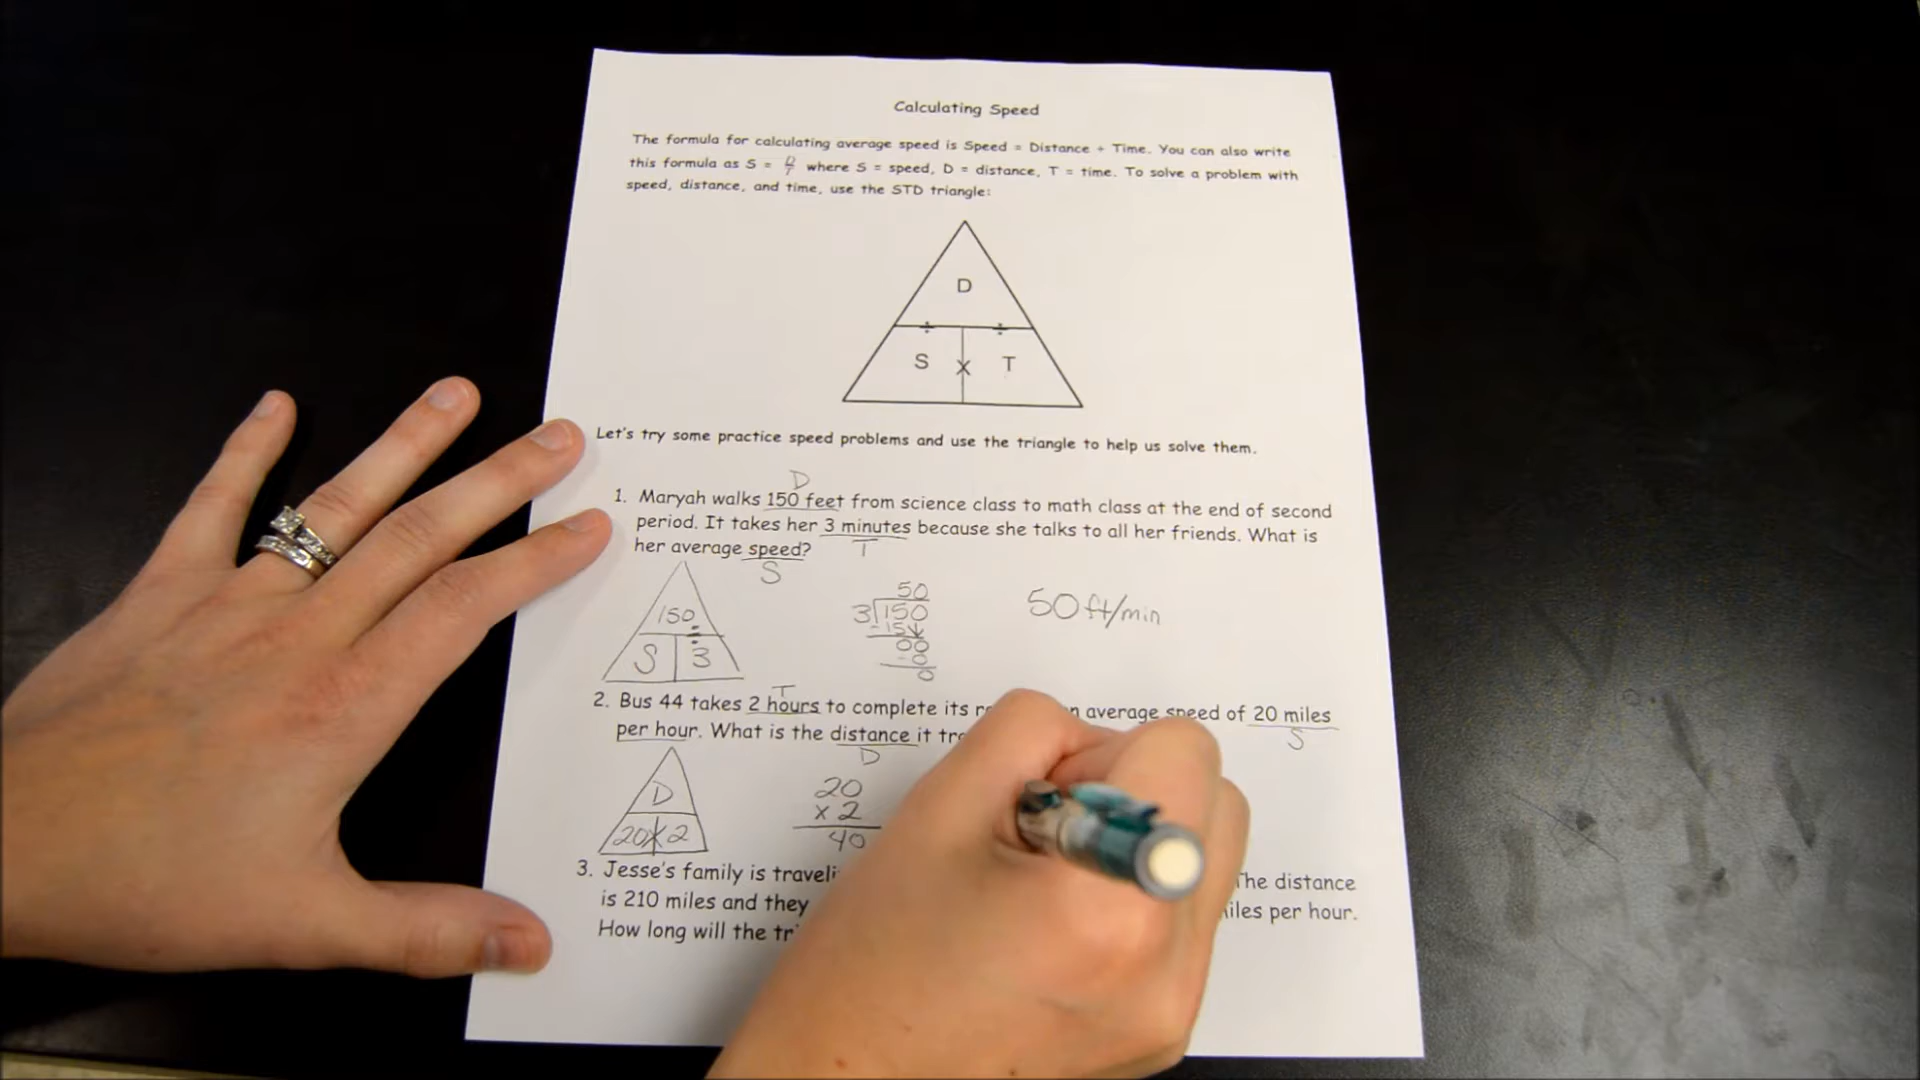 Calculating Speed
The formula for calculating average speed is Speed = Distance ÷ Time. You can also write
this formula as S = D/T where S = speed, D = distance, T = time. To solve a problem with
speed, distance, and time, use the STD triangle:
D
÷ ÷
S X T
Let's try some practice speed problems and use the triangle to help us solve them.
D
1. Maryah walks 150 feet from science class to math class at the end of second
period. It takes her 3 minutes because she talks to all her friends. What is
her average speed?
T
S
150
÷
S 3
50
3 150
-15
00
-0
0
50 ft/min
T
2. Bus 44 takes 2 hours to complete its average speed of 20 miles
per hour. What is the distance it
S
D
D
20 x 2
20
x 2
40
3. Jesse's family is The distance
is 210 miles and they miles per hour.
How long will the